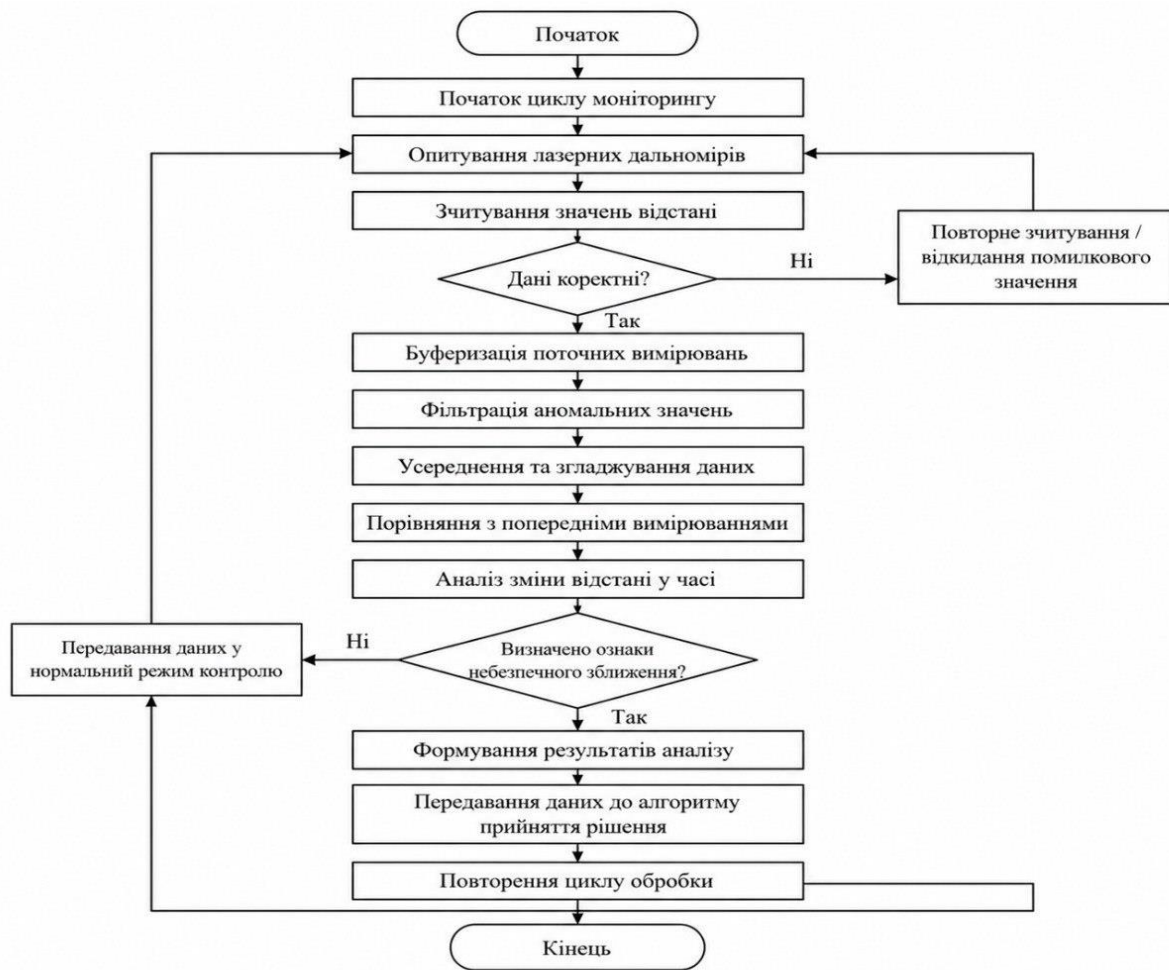 Початок
Початок циклу моніторингу
Опитування лазерних дальномірів
Зчитування значень відстані
Дані коректні?
Ні
Повторне зчитування /
відкидання помилкового
значення
Так
Буферизація поточних вимірювань
Фільтрація аномальних значень
Усереднення та згладжування даних
Порівняння з попередніми вимірюваннями
Аналіз зміни відстані у часі
Визначено ознаки
небезпечного зближення?
Ні
Передавання даних у
нормальний режим контролю
Так
Формування результатів аналізу
Передавання даних до алгоритму
прийняття рішення
Повторення циклу обробки
Кінець